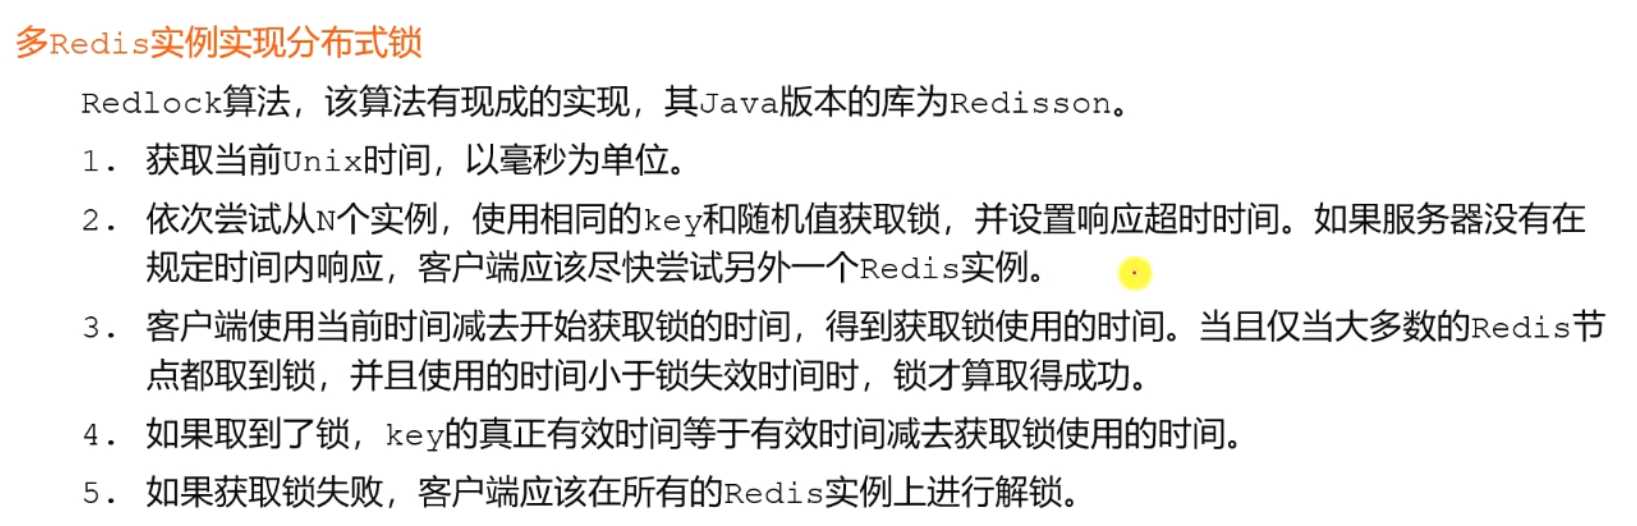 多Redis实例实现分布式锁
Redlock算法，该算法有现成的实现，其Java版本的库为Redisson。
1. 获取当前Unix时间，以毫秒为单位。
2. 依次尝试从N个实例，使用相同的key和随机值获取锁，并设置响应超时时间。如果服务器没有在
规定时间内响应，客户端应该尽快尝试另外一个Redis实例。
3. 客户端使用当前时间减去开始获取锁的时间，得到获取锁使用的时间。当且仅当大多数的Redis节
点都取到锁，并且使用的时间小于锁失效时间时，锁才算取得成功。
4. 如果取到了锁，key的真正有效时间等于有效时间减去获取锁使用的时间。
5. 如果获取锁失败，客户端应该在所有的Redis实例上进行解锁。